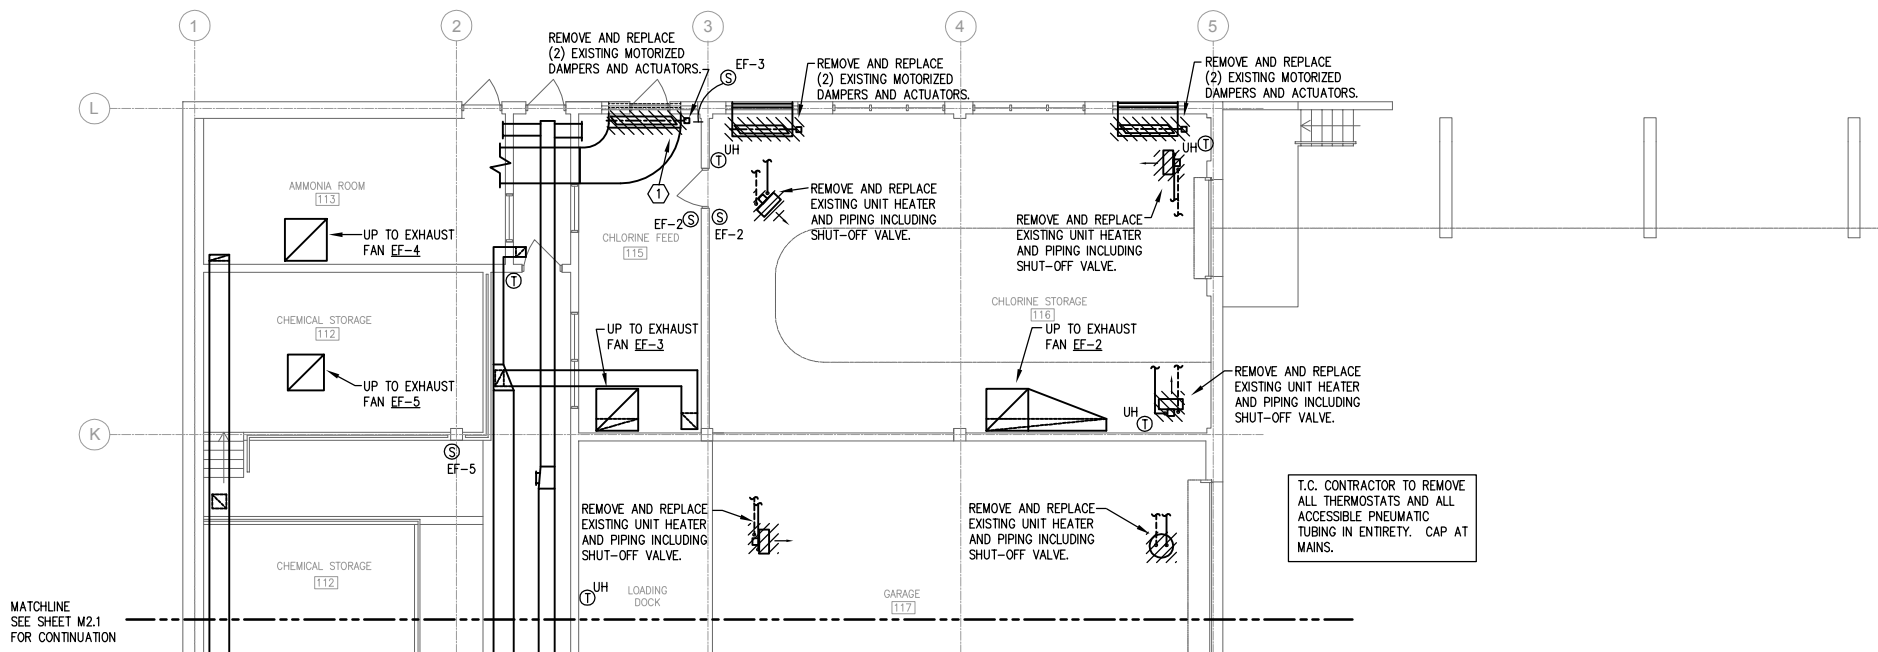 1
2
3
4
5
L
K
REMOVE AND REPLACE
(2) EXISTING MOTORIZED
DAMPERS AND ACTUATORS.
S
EF-3
REMOVE AND REPLACE
(2) EXISTING MOTORIZED
DAMPERS AND ACTUATORS.
REMOVE AND REPLACE
(2) EXISTING MOTORIZED
DAMPERS AND ACTUATORS.
T
UH
UH
T
AMMONIA ROOM
113
1
REMOVE AND REPLACE
EXISTING UNIT HEATER
AND PIPING INCLUDING
SHUT-OFF VALVE.
REMOVE AND REPLACE
EXISTING UNIT HEATER
AND PIPING INCLUDING
SHUT-OFF VALVE.
EF-2
S
S
EF-2
UP TO EXHAUST
FAN EF-4
CHLORINE FEED
115
T
CHEMICAL STORAGE
112
CHLORINE STORAGE
116
UP TO EXHAUST
FAN EF-3
UP TO EXHAUST
FAN EF-2
UP TO EXHAUST
FAN EF-5
REMOVE AND REPLACE
EXISTING UNIT HEATER
AND PIPING INCLUDING
SHUT-OFF VALVE.
UH
T
S
EF-5
REMOVE AND REPLACE
EXISTING UNIT HEATER
AND PIPING INCLUDING
SHUT-OFF VALVE.
REMOVE AND REPLACE
EXISTING UNIT HEATER
AND PIPING INCLUDING
SHUT-OFF VALVE.
T.C. CONTRACTOR TO REMOVE
ALL THERMOSTATS AND ALL
ACCESSIBLE PNEUMATIC
TUBING IN ENTIRETY. CAP AT
MAINS.
CHEMICAL STORAGE
112
T
UH
LOADING
DOCK
GARAGE
117
MATCHLINE
SEE SHEET M2.1
FOR CONTINUATION